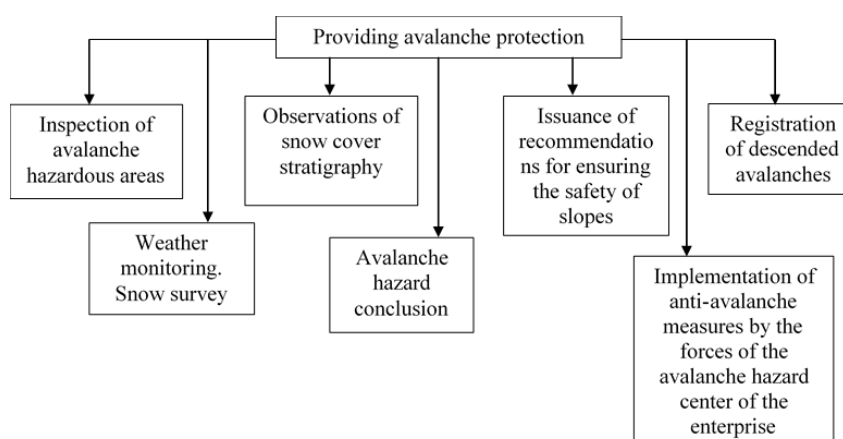 Providing avalanche protection
Inspection of
avalanche
hazardous areas
Weather
monitoring.
Snow survey
Observations of
snow cover
stratigraphy
Avalanche
hazard
conclusion
Issuance of
recommendatio
ns for ensuring
the safety of
slopes
Implementation of
anti-avalanche
measures by the
forces of the
avalanche hazard
center of the
enterprise
Registration
of descended
avalanches